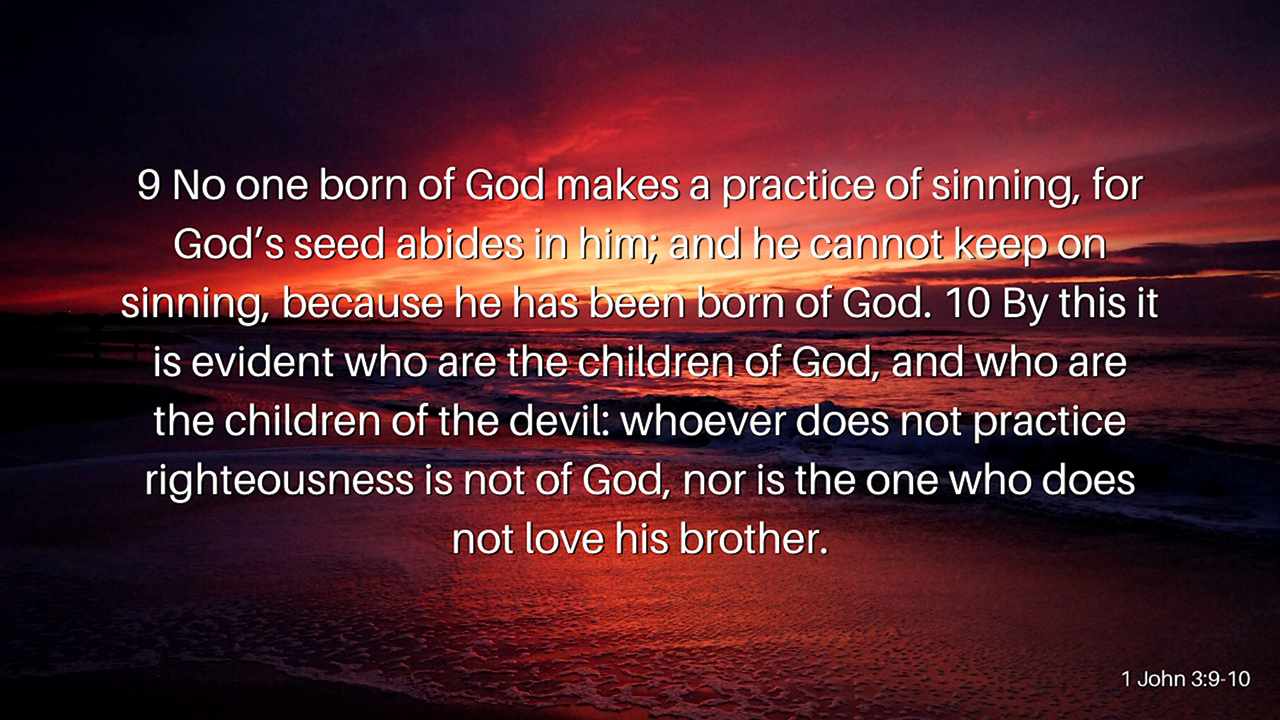 9 No one born of God makes a practice of sinning, for
God’s seed abides in him; and he cannot keep on
sinning, because he has been born of God. 10 By this it
is evident who are the children of God, and who are
the children of the devil: whoever does not practice
righteousness is not of God, nor is the one who does
not love his brother.
1 John 3:9-10